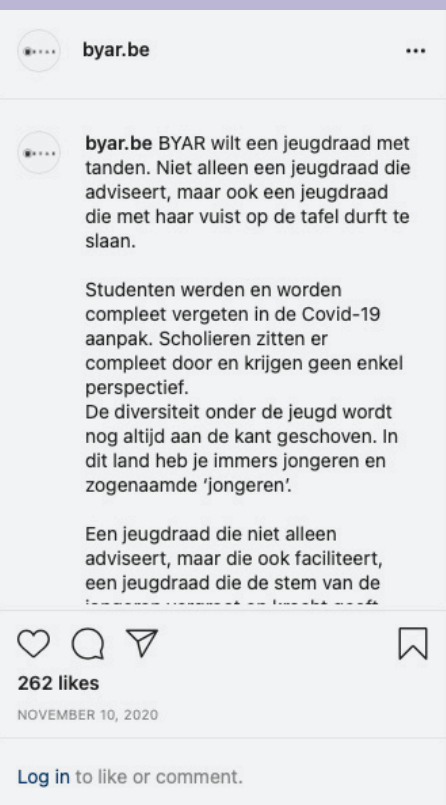 byar.be
byar.be BYAR wilt een jeugdraad met
tanden. Niet alleen een jeugdraad die
adviseert, maar ook een jeugdraad
die met haar vuist op de tafel durft te
slaan.
Studenten werden en worden
compleet vergeten in de Covid-19
aanpak. Scholieren zitten er
compleet door en krijgen geen enkel
perspectief.
De diversiteit onder de jeugd wordt
nog altijd aan de kant geschoven. In
dit land heb je immers jongeren en
zogenaamde ‘jongeren’.
Een jeugdraad die niet alleen
adviseert, maar die ook faciliteert,
een jeugdraad die de stem van de
262 likes
NOVEMBER 10, 2020
Log in to like or comment.